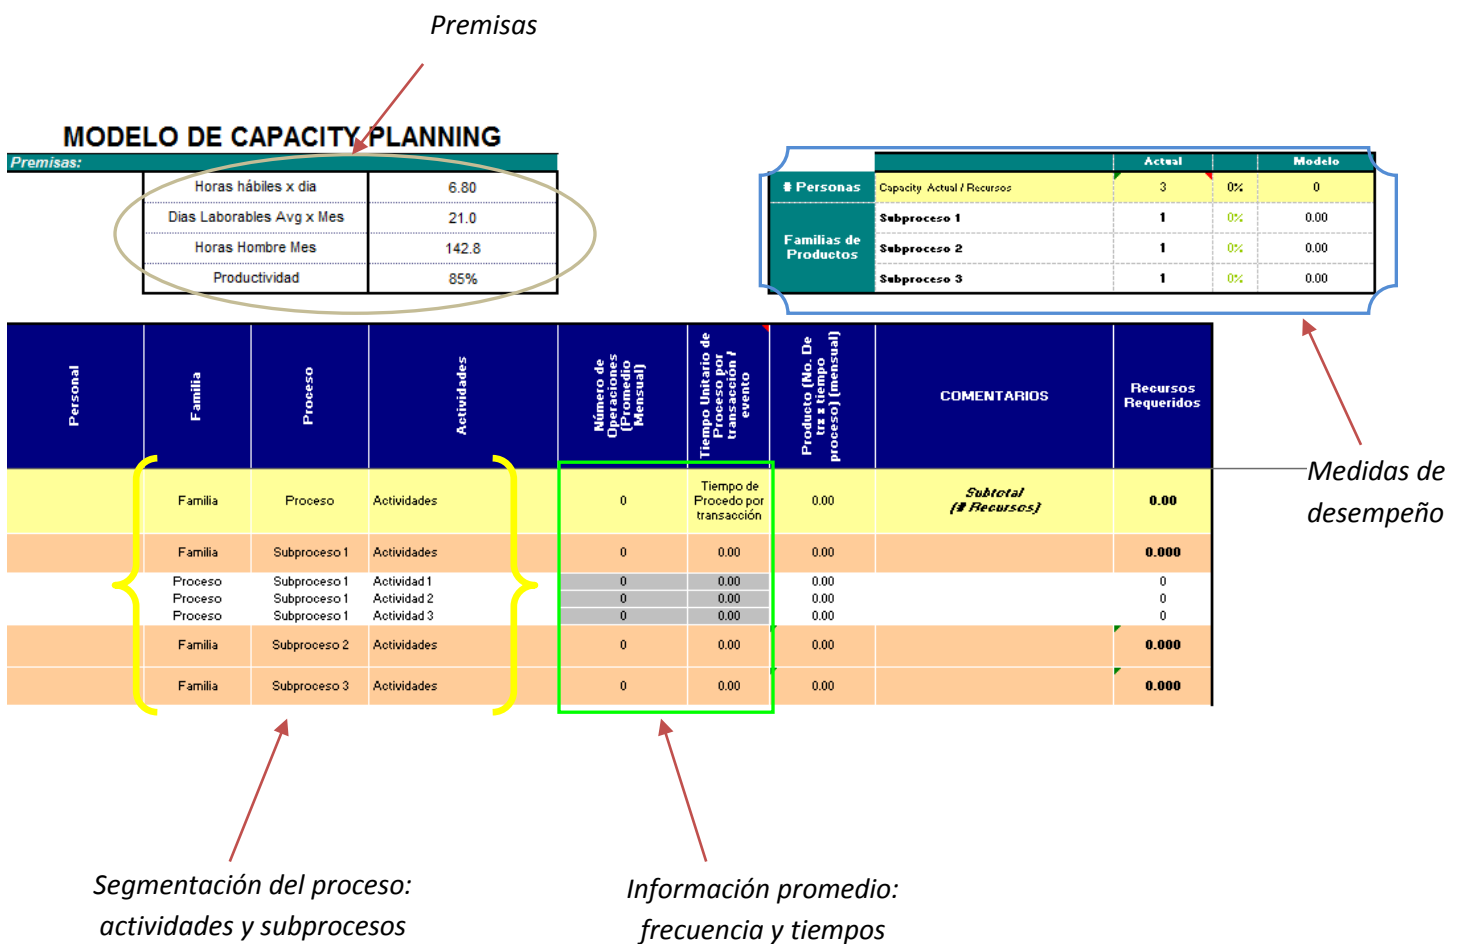 Premisas
MODELO DE CAPACITY PLANNING
Premisas:
Horas hábiles x dia 6.80
Dias Laborables Avg x Mes 21.0
Horas Hombre Mes 142.8
Productividad 85%
Actual Modelo
# Personas Capacity Actual / Recursos 3 0% 0
Familias de
Productos
Subproceso 1 1 0% 0.00
Subproceso 2 1 0% 0.00
Subproceso 3 1 0% 0.00
Personal
Familia
Proceso
Actividades
Número de
Operaciones
(Promedio
Mensual)
Tiempo Unitario de
Proceso por
transacción /
evento
Producto (No. De
trx x tiempo
proceso) (mensual)
COMENTARIOS
Recursos
Requeridos
Familia Proceso Actividades 0
Tiempo de
Procedo por
transacción
0.00
Subtotal
(# Recursos)
0.00
Familia Subproceso 1 Actividades 0 0.00 0.00 0.000
Proceso Subproceso 1 Actividad 1 0 0.00 0.00 0
Proceso Subproceso 1 Actividad 2 0 0.00 0.00 0
Proceso Subproceso 1 Actividad 3 0 0.00 0.00 0
Familia Subproceso 2 Actividades 0 0.00 0.00 0.000
Familia Subproceso 3 Actividades 0 0.00 0.00 0.000
Medidas de
desempeño
Segmentación del proceso:
actividades y subprocesos
Información promedio:
frecuencia y tiempos